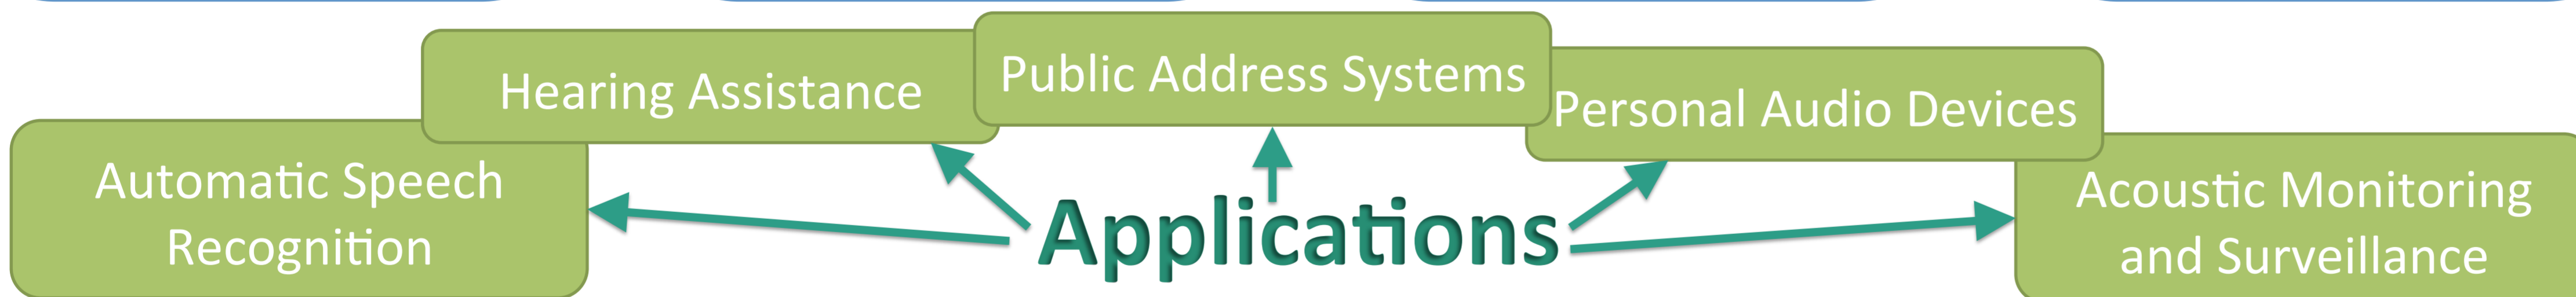 Public Address Systems
Hearing Assistance
Personal Audio Devices
Automatic Speech
Recognition
Applications
Acoustic Monitoring
and Surveillance